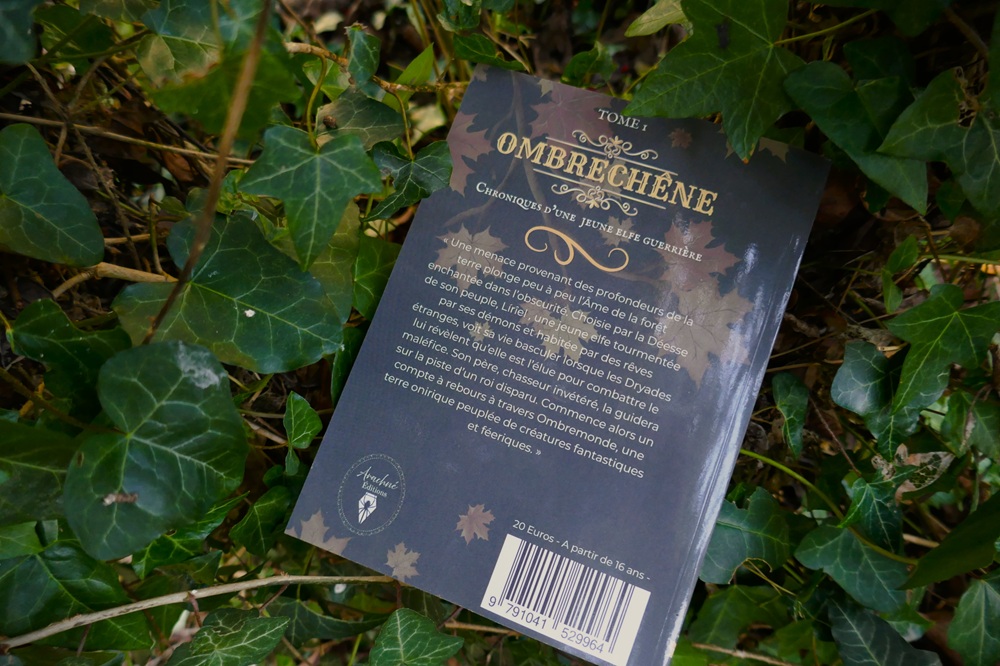 TOME 1
OMBRECHÊNE
CHRONIQUES D'UNE JEUNE ELFE GUERRIÈRE
« Une menace provenant des profondeurs de la
terre plonge peu à peu l'Âme de la forêt
enchantée dans l'obscurité. Choisie par la Déesse
de son peuple, Liriel, une jeune elfe tourmentée
par ses démons et habitée par des rêves
étranges, voit sa vie basculer lorsque les Dryades
lui révèlent qu'elle est l'élue pour combattre le
maléfice. Son père, chasseur invétéré, la guidera
sur la piste d'un roi disparu. Commence alors un
compte à rebours à travers Ombremonde, une
terre onirique peuplée de créatures fantastiques
et féeriques. »
Arachné
Editions
20 Euros - A partir de 16 ans -
9 791041 529964